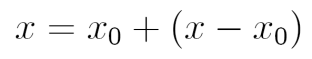 x = x₀ + (x − x₀)